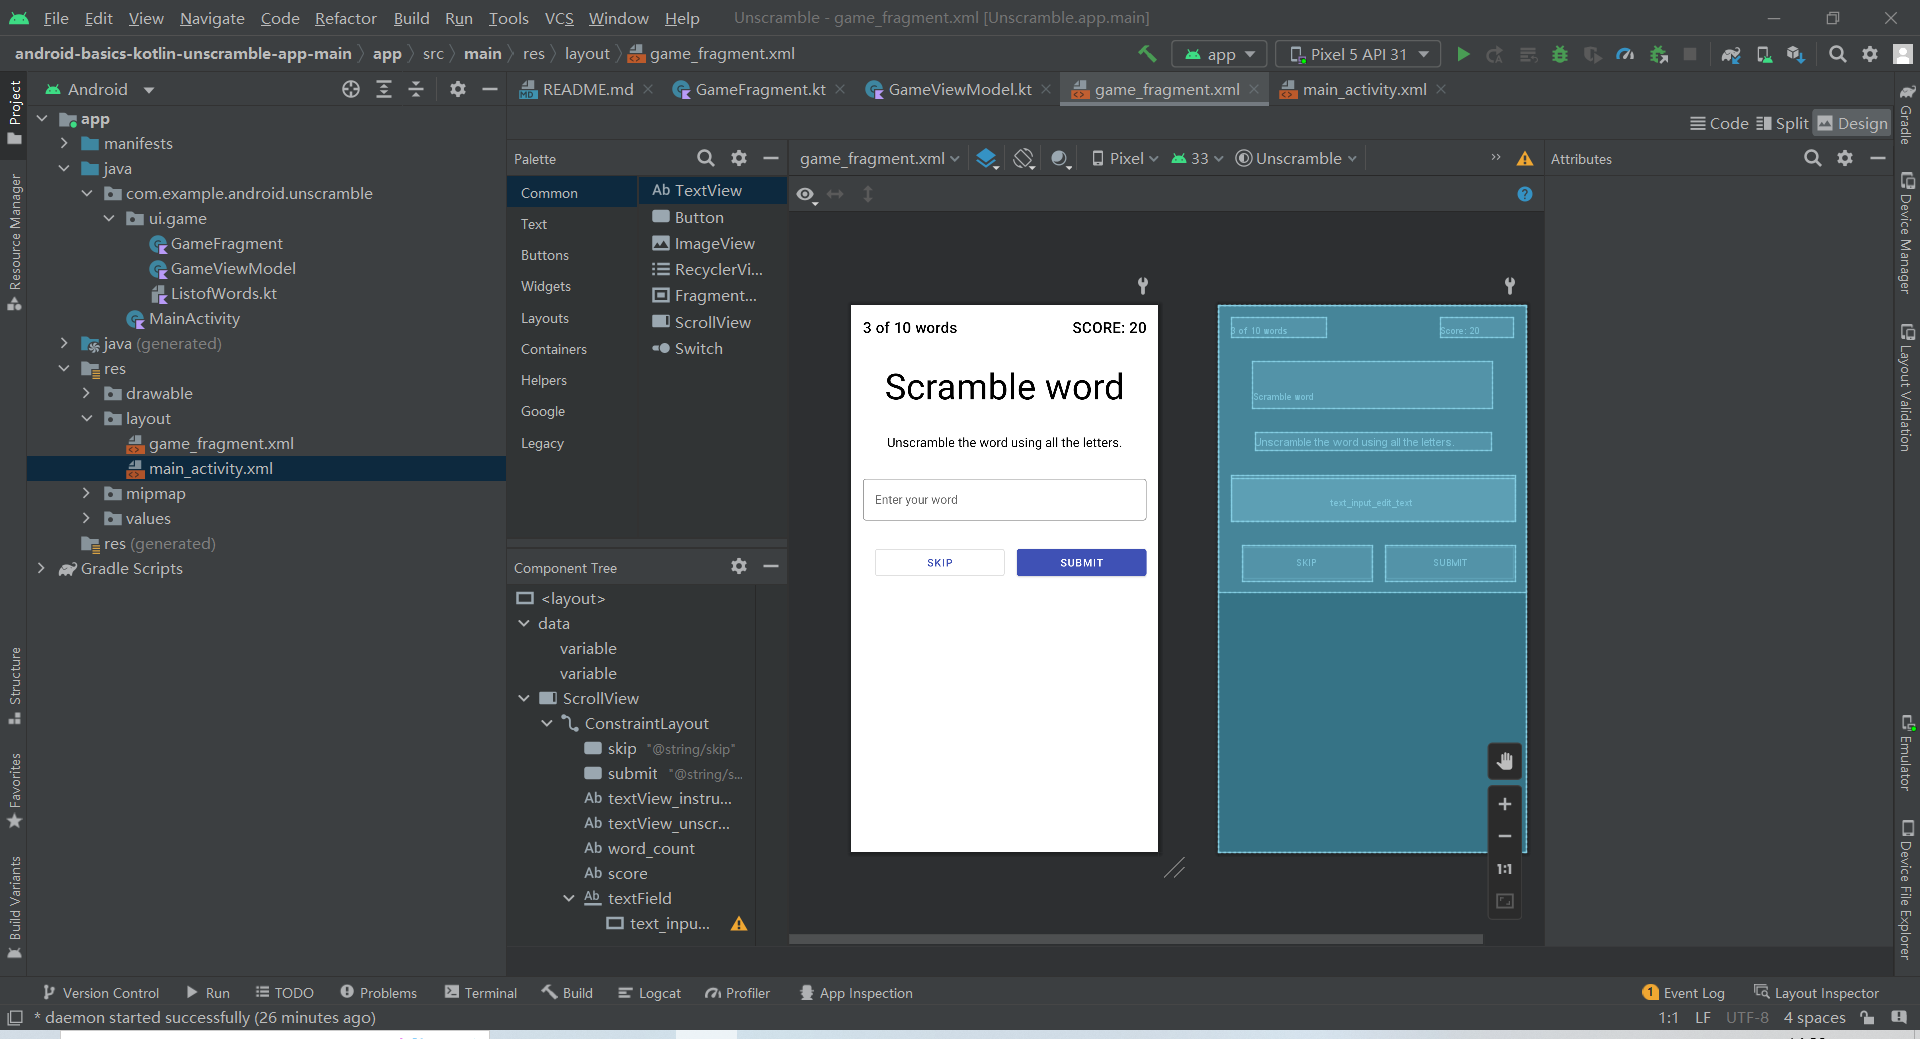 File Edit View Navigate Code Refactor Build Run Tools VCS Window Help Unscramble - game_fragment.xml [Unscramble.app.main]
android-basics-kotlin-unscramble-app-main app src main res layout game_fragment.xml app Pixel 5 API 31
Project
Resource Manager
Structure
Favorites
Build Variants
Android
app
manifests
java
com.example.android.unscramble
ui.game
GameFragment
GameViewModel
ListofWords.kt
MainActivity
java (generated)
res
drawable
layout
game_fragment.xml
main_activity.xml
mipmap
values
res (generated)
Gradle Scripts
README.md GameFragment.kt GameViewModel.kt game_fragment.xml main_activity.xml
Code Split Design
Palette
Common
Text
Buttons
Widgets
Layouts
Containers
Helpers
Google
Legacy
Ab TextView
Button
ImageView
RecyclerVi...
Fragment...
ScrollView
Switch
game_fragment.xml Pixel 33 Unscramble
3 of 10 words SCORE: 20
Scramble word
Unscramble the word using all the letters.
Enter your word
SKIP SUBMIT
3 of 10 words Score: 20
Scramble word
Unscramble the word using all the letters.
text_input_edit_text
SKIP SUBMIT
1:1
Component Tree
<layout>
data
variable
variable
ScrollView
ConstraintLayout
skip "@string/skip"
submit "@string/s...
Ab textView_instru...
Ab textView_unscr...
Ab word_count
Ab score
Ab textField
text_inpu...
Attributes
Gradle
Device Manager
Layout Validation
Emulator
Device File Explorer
Version Control Run TODO Problems Terminal Build Logcat Profiler App Inspection 1 Event Log Layout Inspector
* daemon started successfully (26 minutes ago) 1:1 LF UTF-8 4 spaces